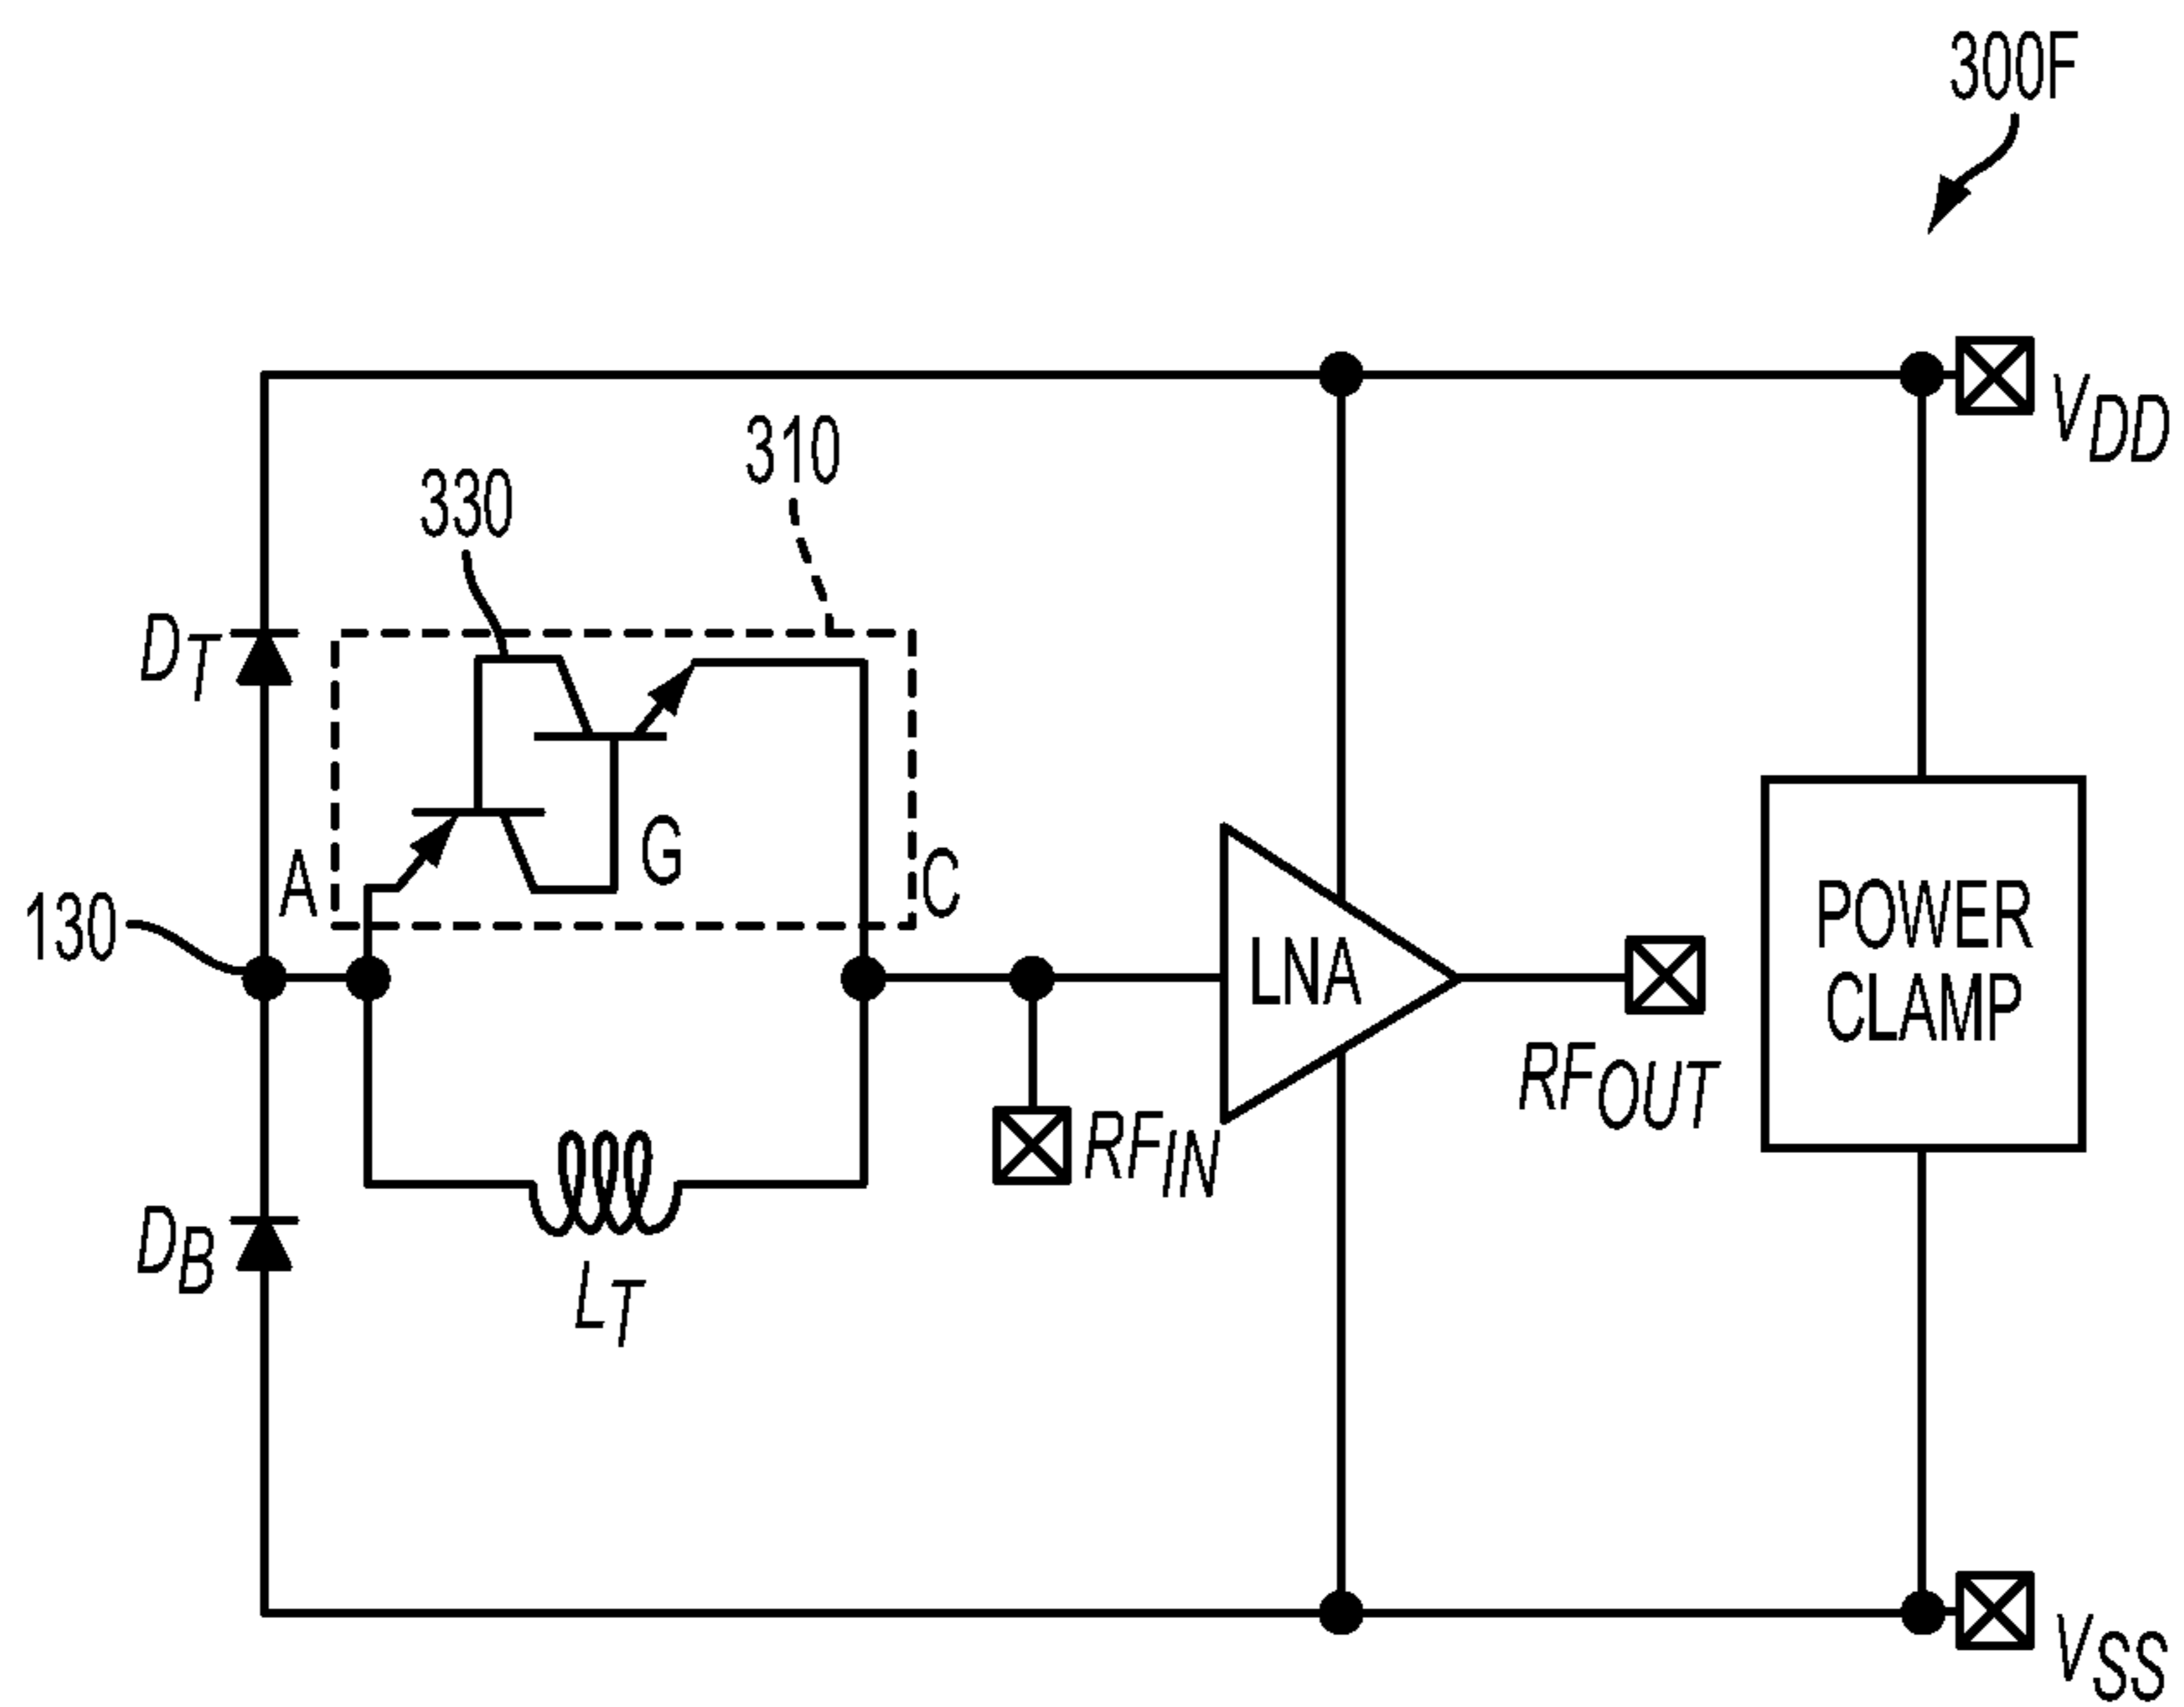 300F
VDD
310
330
DT
A
G
C
130
LNA
POWER
CLAMP
RFOUT
RFIN
DB
LT
VSS